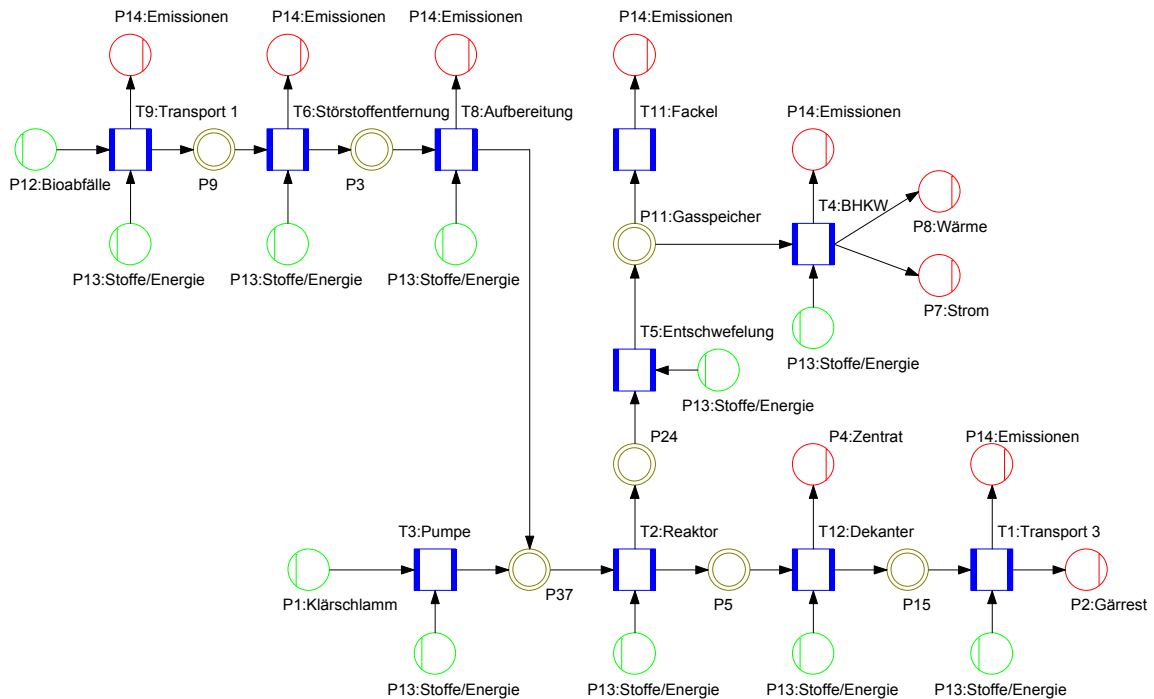 P14:Emissionen
P14:Emissionen
P14:Emissionen
P14:Emissionen
T9:Transport 1
T6:Störstoffentfernung
T8:Aufbereitung
T11:Fackel
P14:Emissionen
P12:Bioabfälle
P9
P3
P11:Gasspeicher
T4:BHKW
P8:Wärme
P13:Stoffe/Energie
P13:Stoffe/Energie
P13:Stoffe/Energie
P7:Strom
T5:Entschwefelung
P13:Stoffe/Energie
P13:Stoffe/Energie
P24
P4:Zentrat
P14:Emissionen
T3:Pumpe
T2:Reaktor
T12:Dekanter
T1:Transport 3
P1:Klärschlamm
P37
P5
P15
P2:Gärrest
P13:Stoffe/Energie
P13:Stoffe/Energie
P13:Stoffe/Energie
P13:Stoffe/Energie